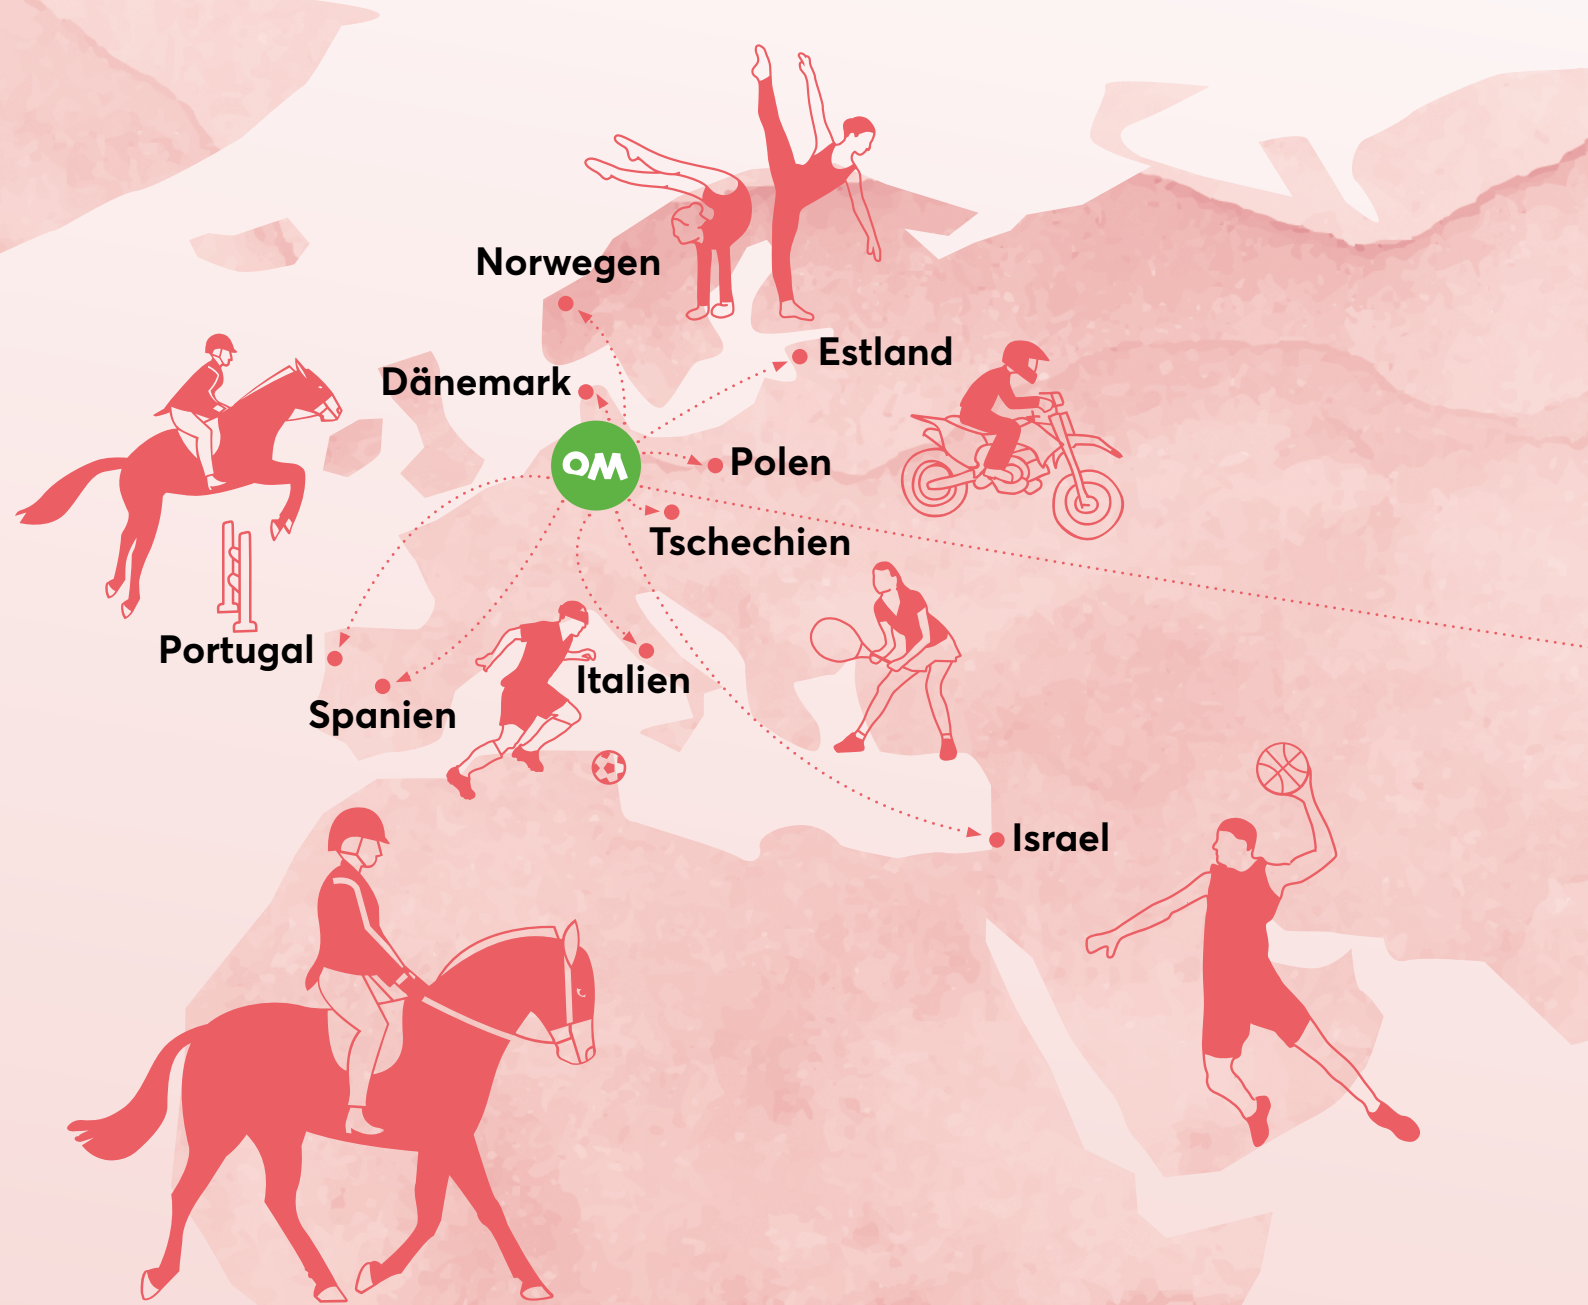 Norwegen
Estland
Dänemark
OM
Polen
Tschechien
Portugal
Italien
Spanien
Israel